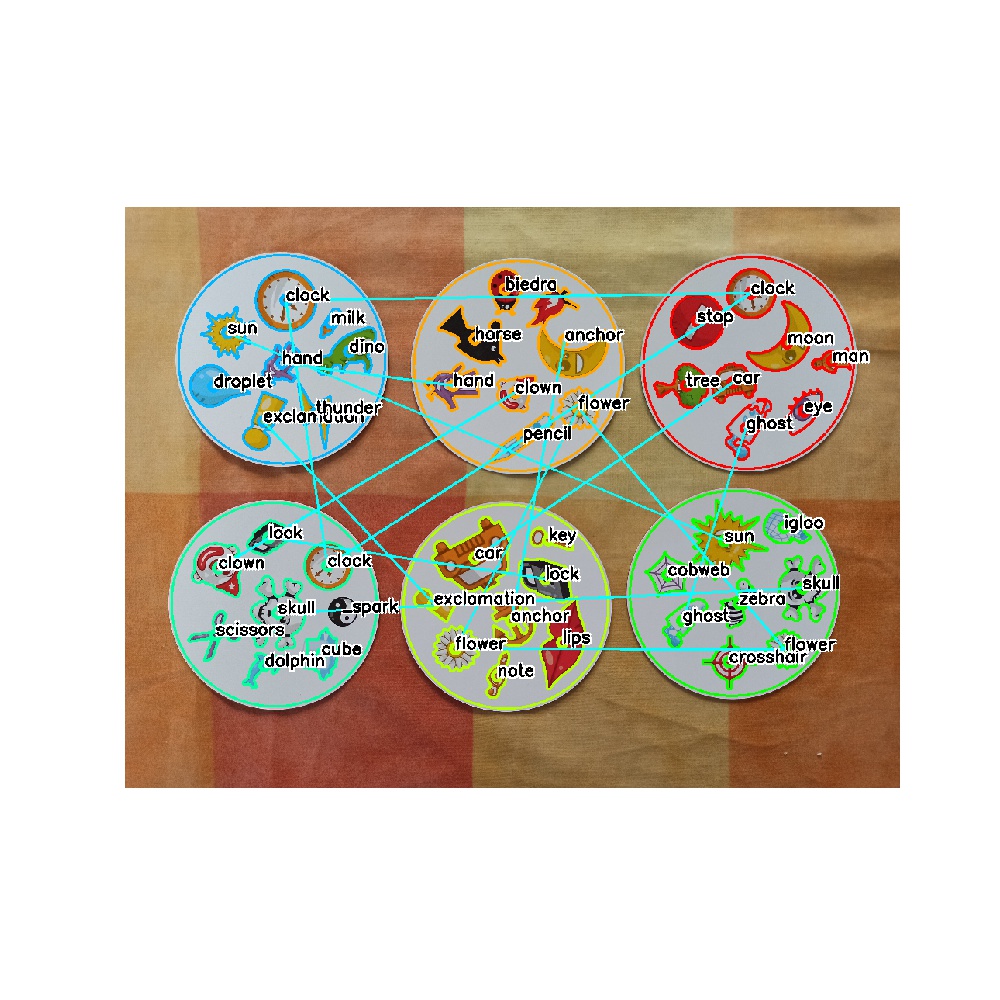 clock
milk
sun
hand
dino
droplet
thunder
exclamation
biedra
harse
anchor
hand
clown
flower
pencil
clock
stop
moon
man
tree
car
eye
ghost
lock
clown
clock
skull
_spark
scissors
cube
dolphin
key
car
lock
exclamation
anchor
lips
flower
note
igloo
sun
cobweb
skull
zebra
ghost
flower
crosshair